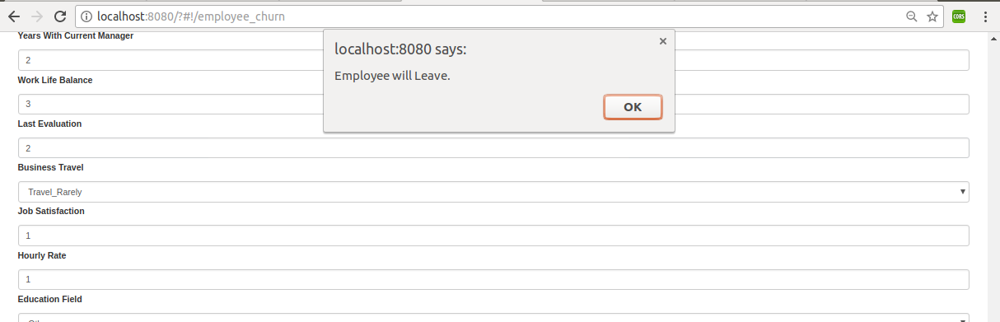 localhost:8080/?#!/employee_churn
CORS
Years With Current Manager
localhost:8080 says:
2
Employee will Leave.
Work Life Balance
3
OK
Last Evaluation
2
Business Travel
Travel_Rarely
Job Satisfaction
1
Hourly Rate
1
Education Field